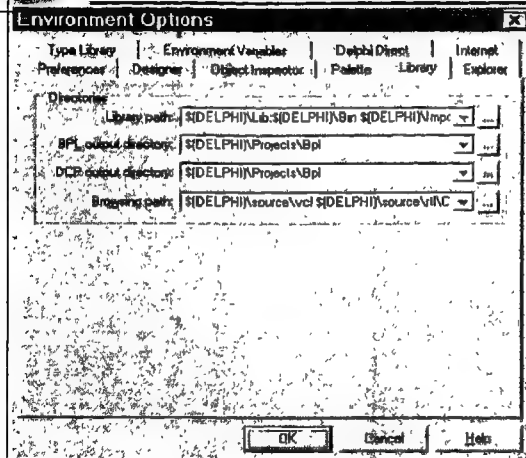 Environment Options
Type Library Environment Variables Delphi Direct Internet
Preferences Designer Object Inspector Palette Library Explorer
Directories
Library path: $(DELPHI)\Lib;$(DELPHI)\Bin;$(DELPHI)\Impo
BPL output directory: $(DELPHI)\Projects\Bpl
DCP output directory: $(DELPHI)\Projects\Bpl
Browsing path: $(DELPHI)\source\vcl;$(DELPHI)\source\rtl\C
OK Cancel Help